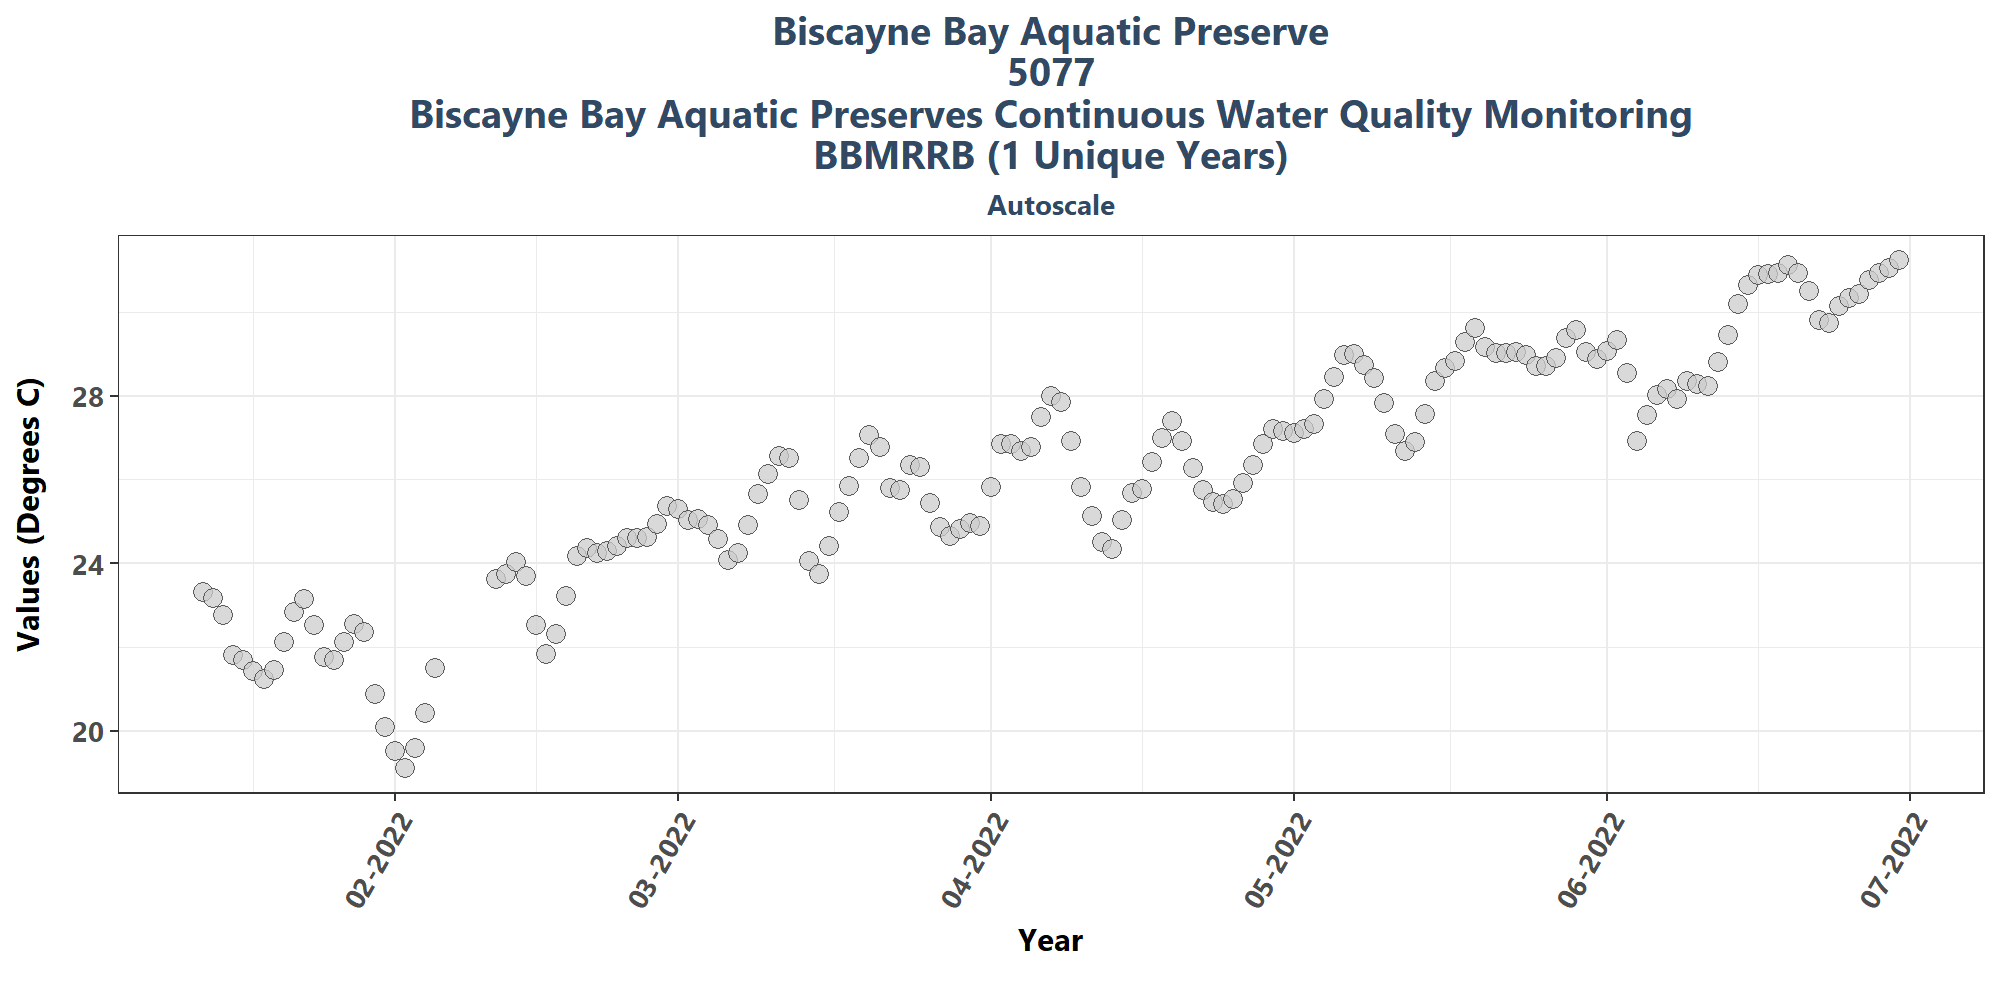 Biscayne Bay Aquatic Preserve
5077
Biscayne Bay Aquatic Preserves Continuous Water Quality Monitoring
BBMRRB (1 Unique Years)
Autoscale
Values (Degrees C)
28
24
20
02-2022
03-2022
04-2022
05-2022
06-2022
07-2022
Year